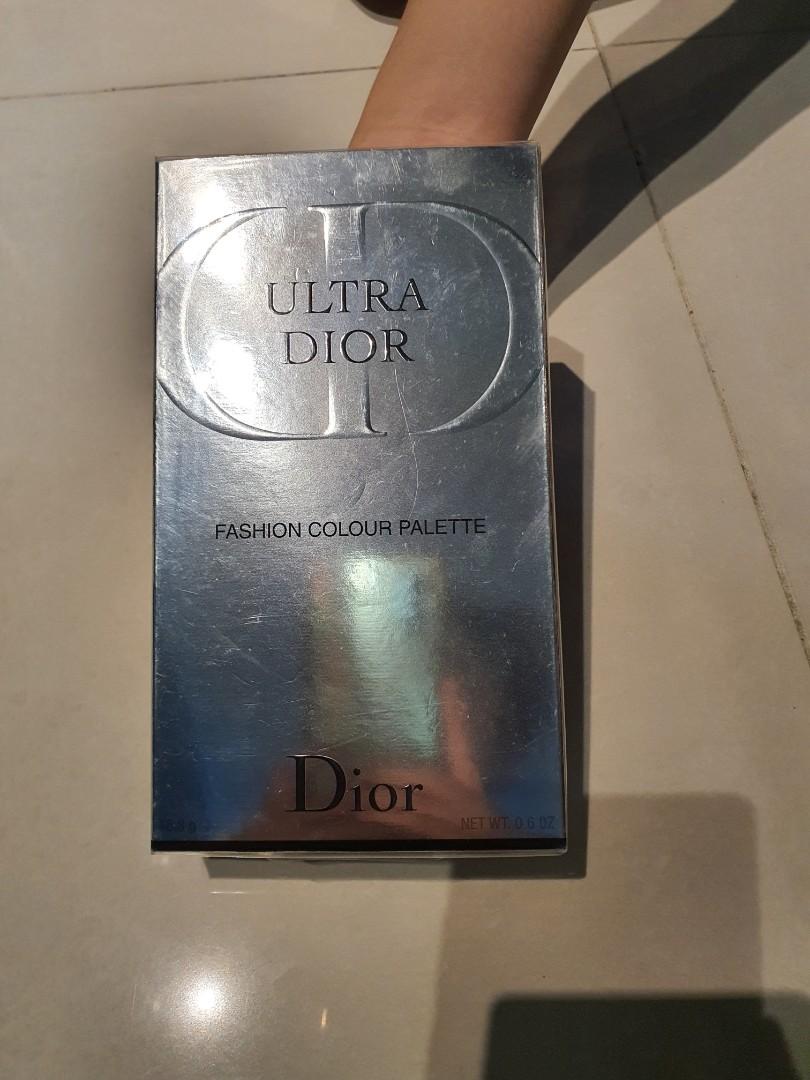 ULTRA
DIOR
FASHION COLOUR PALETTE
Dior
NET WT. 0.6 OZ